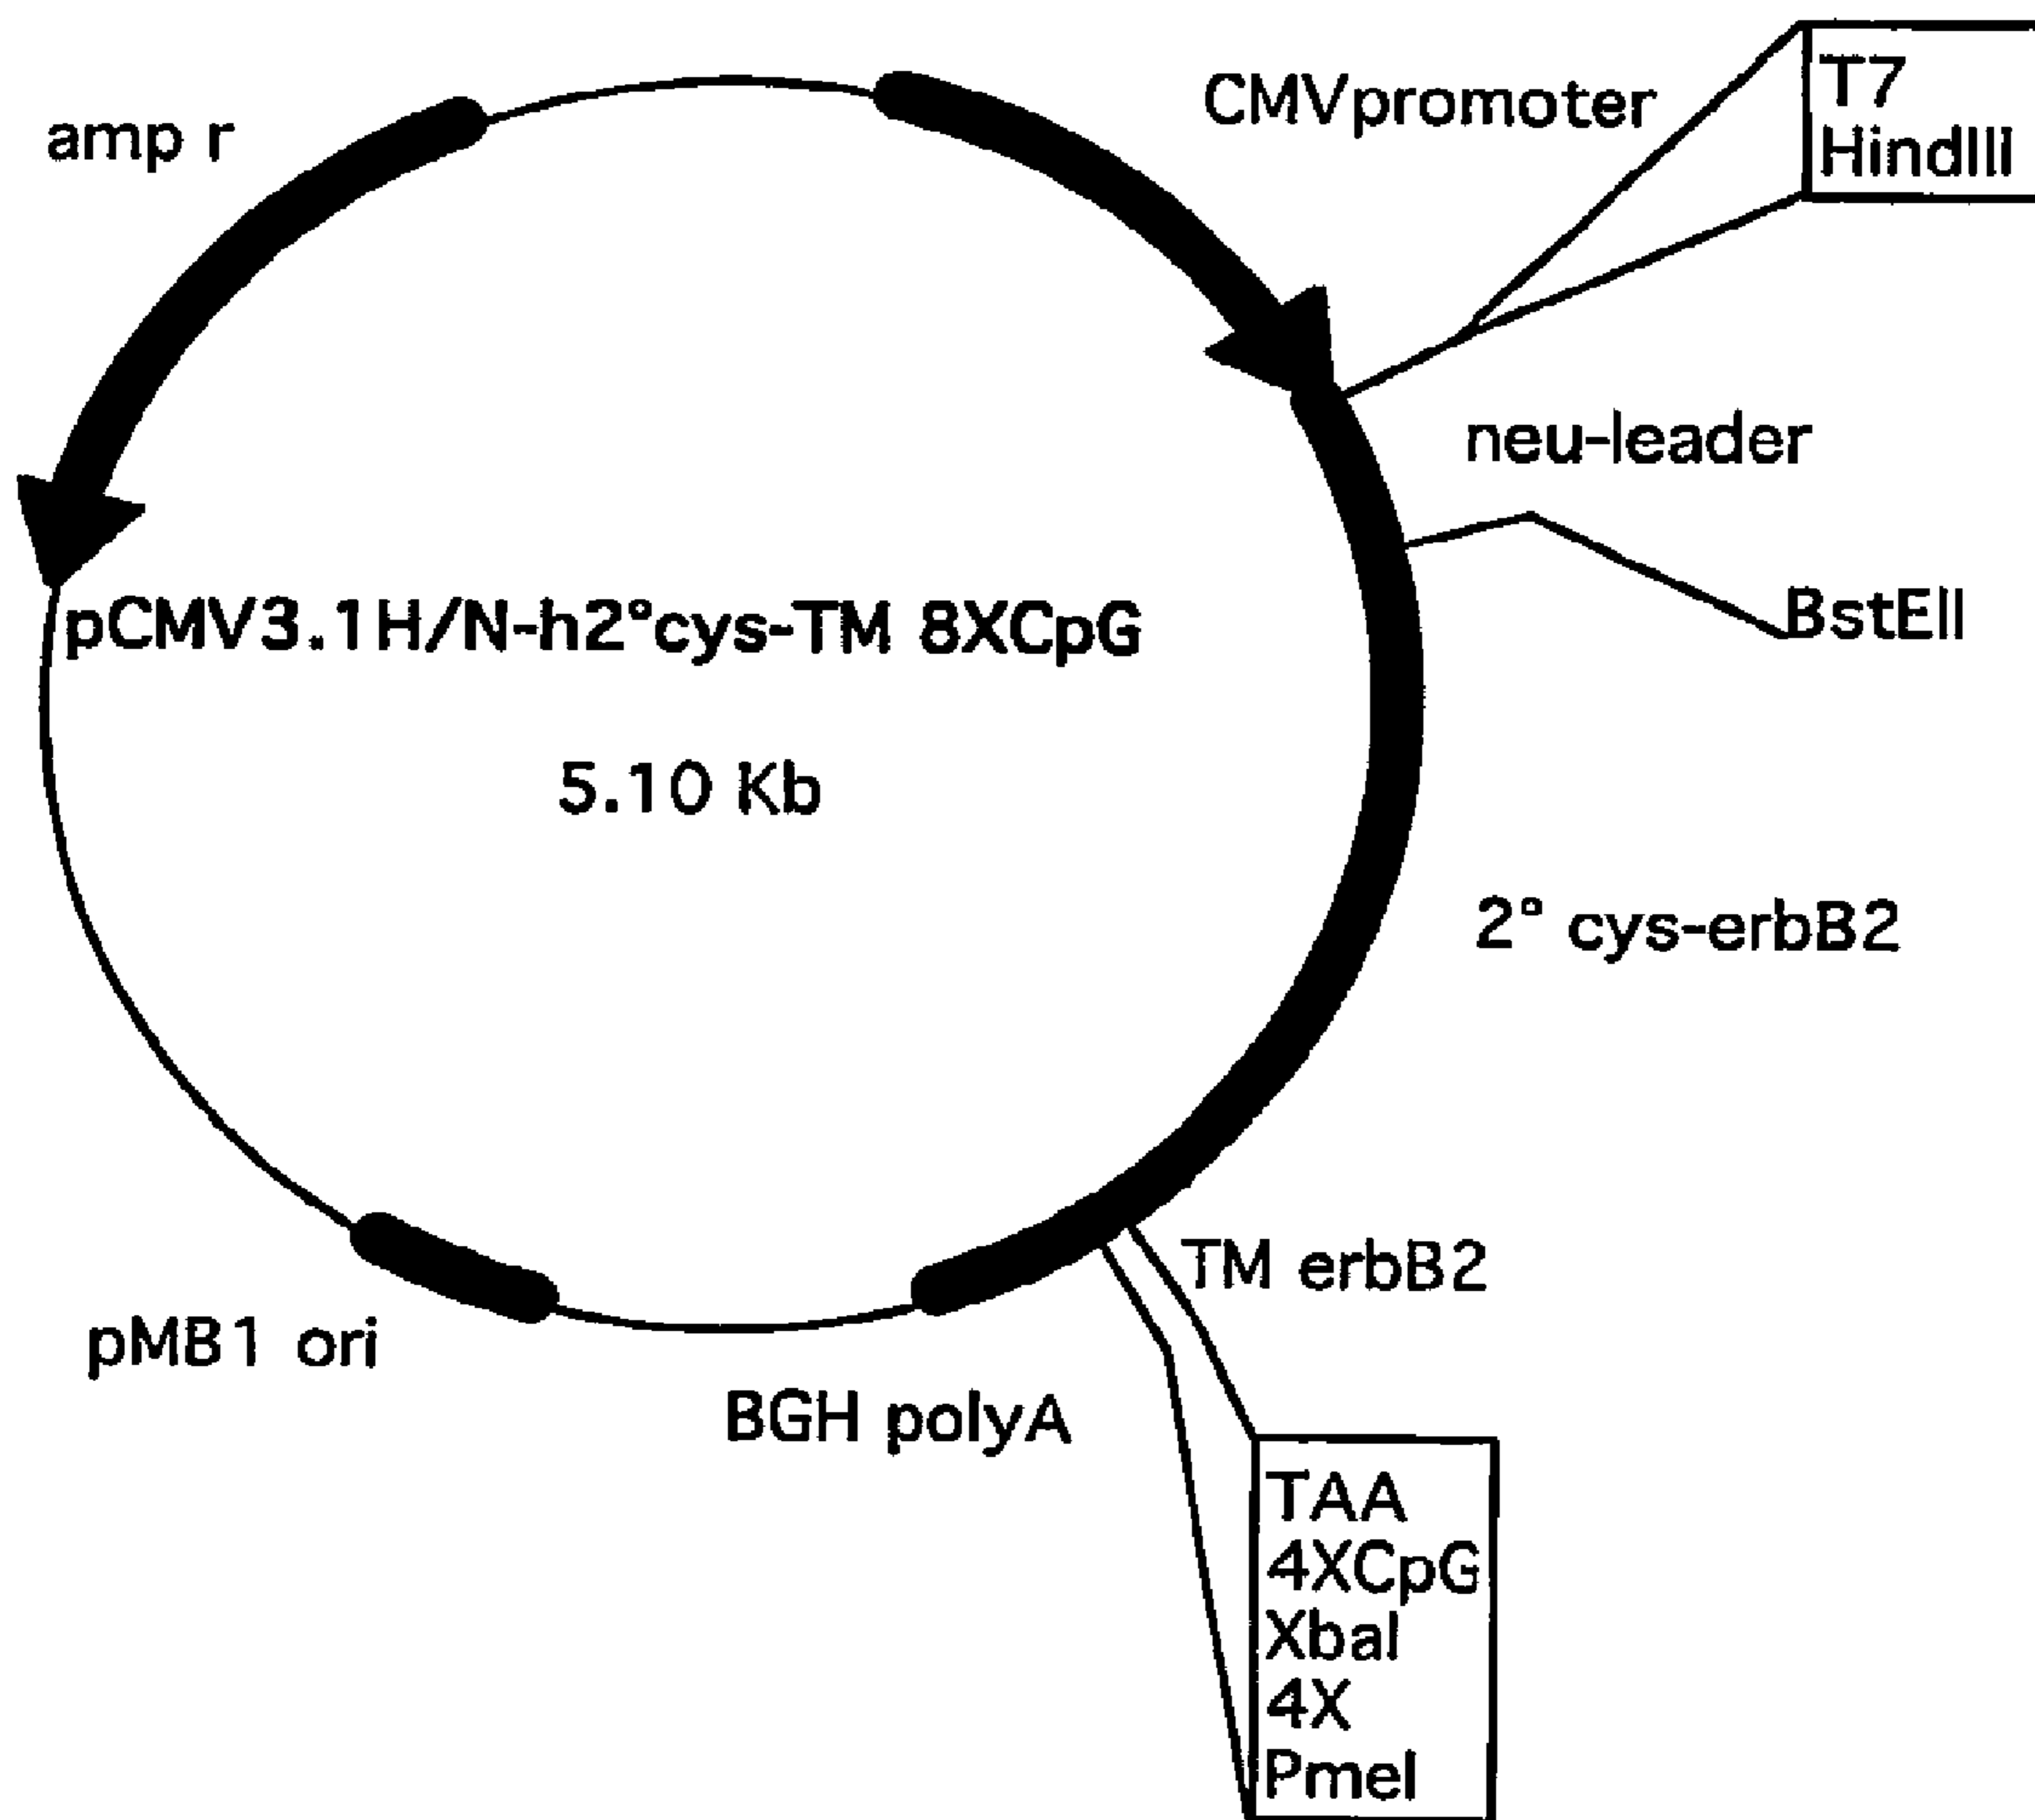 amp r
CMVpromoter
T7
HindIII
neu-leader
BstEII
pCMV3.1H/N-h2°cys-TM 8XCpG
5.10 Kb
2° cys-erbB2
TM erbB2
pMB1 ori
BGH polyA
TAA
4XCpG
XbaI
4X
PmeI